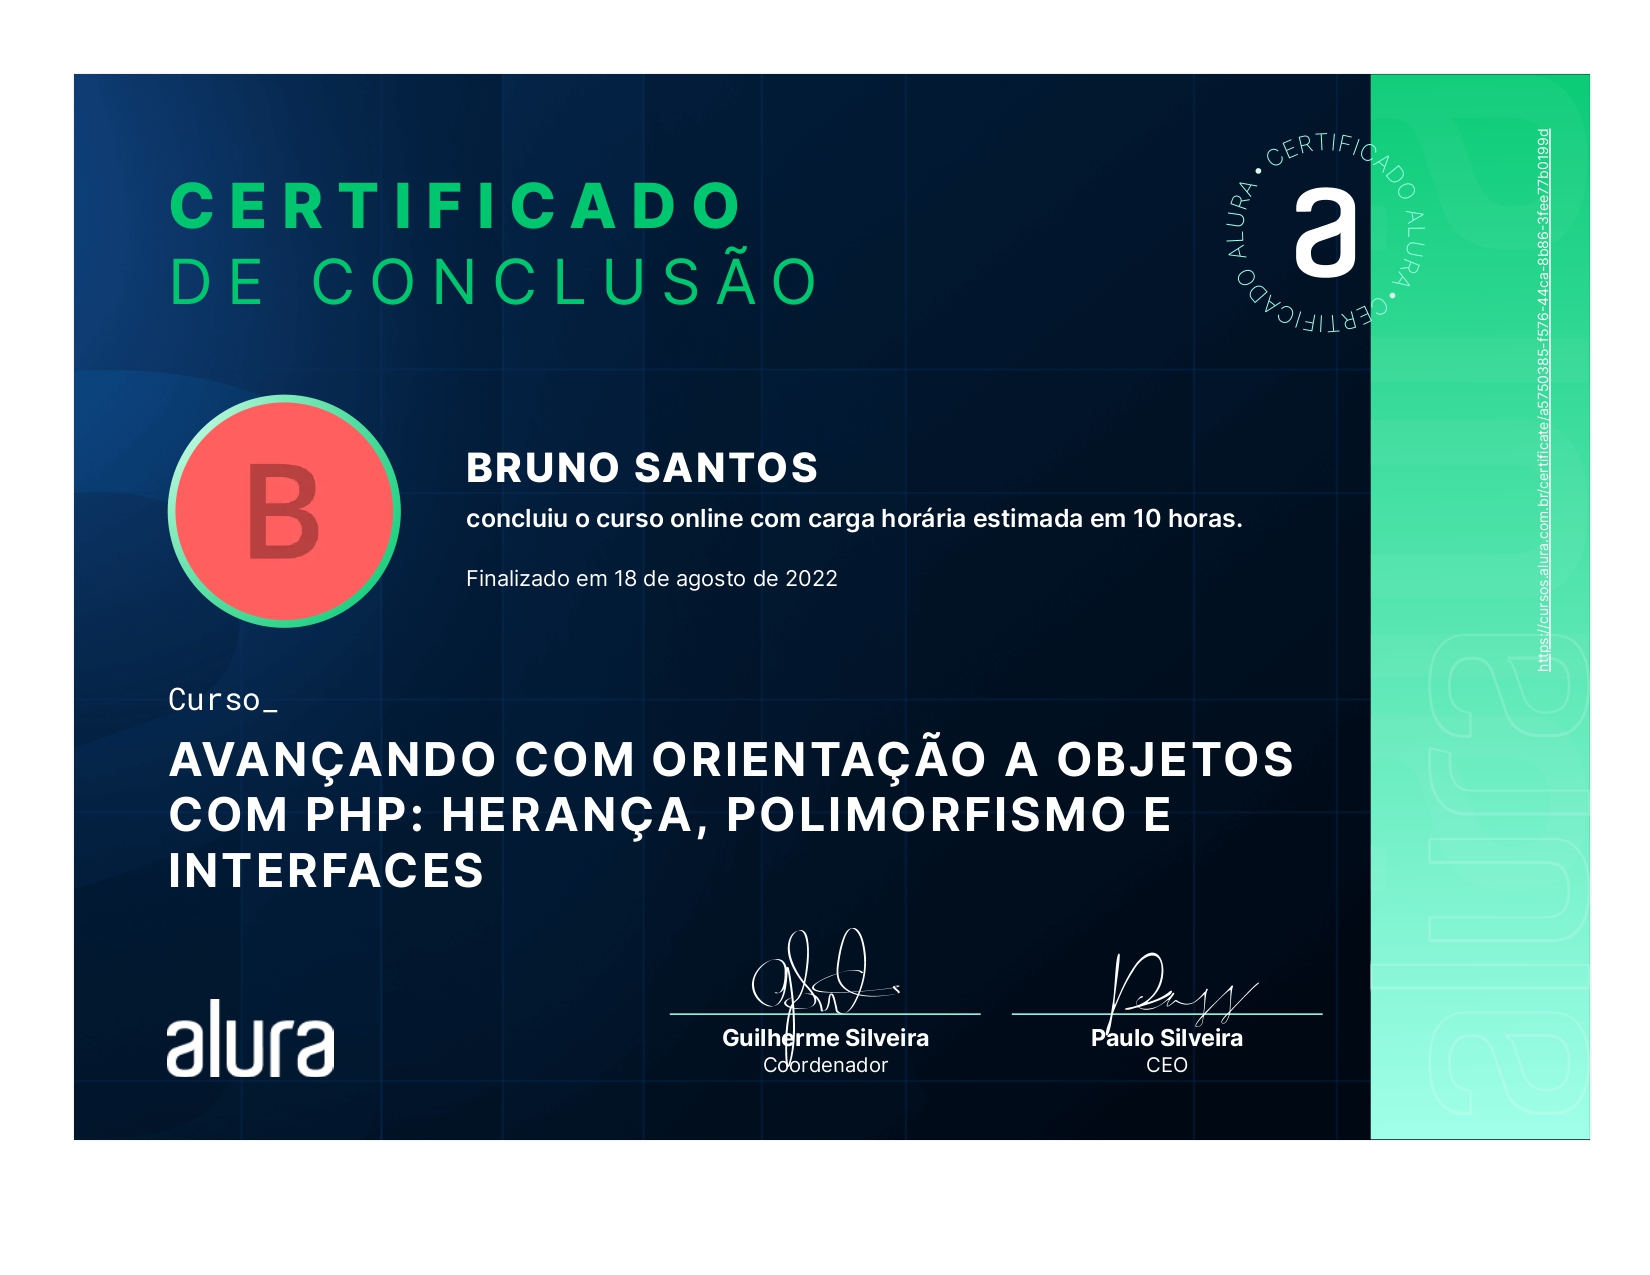 CERTIFICADO
DE CONCLUSÃO
CERTIFICADO ALURA • CERTIFICADO ALURA •
a
B
BRUNO SANTOS
concluiu o curso online com carga horária estimada em 10 horas.
Finalizado em 18 de agosto de 2022
Curso_
AVANÇANDO COM ORIENTAÇÃO A OBJETOS
COM PHP: HERANÇA, POLIMORFISMO E
INTERFACES
alura
Guilherme Silveira
Coordenador
Paulo Silveira
CEO
https://cursos.alura.com.br/certificate/a5750385-f576-44ca-8b86-3fee77b0199d
alura